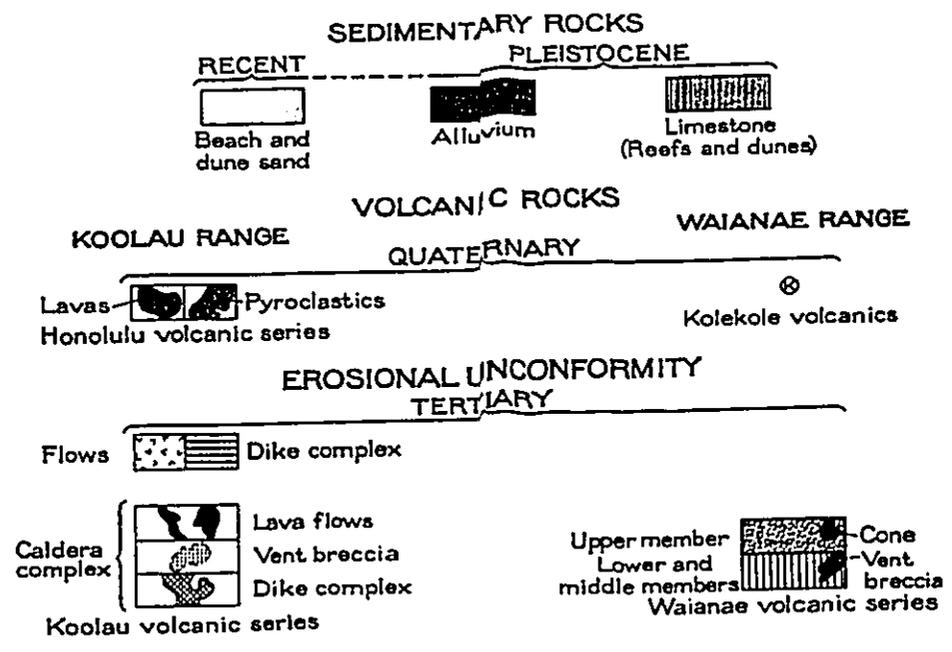 SEDIMENTARY ROCKS
RECENT
PLEISTOCENE
Beach and
dune sand
Alluvium
Limestone
(Reefs and dunes)
VOLCANIC ROCKS
KOOLAU RANGE
WAIANAE RANGE
QUATERNARY
Lavas
Pyroclastics
Honolulu volcanic series
K
Kolekole volcanics
EROSIONAL UNCONFORMITY
TERTIARY
Flows
Dike complex
Caldera
complex
Lava flows
Vent breccia
Dike complex
Koolau volcanic series
Upper member
Cone
Lower and
middle members
Vent
breccia
Waianae volcanic series